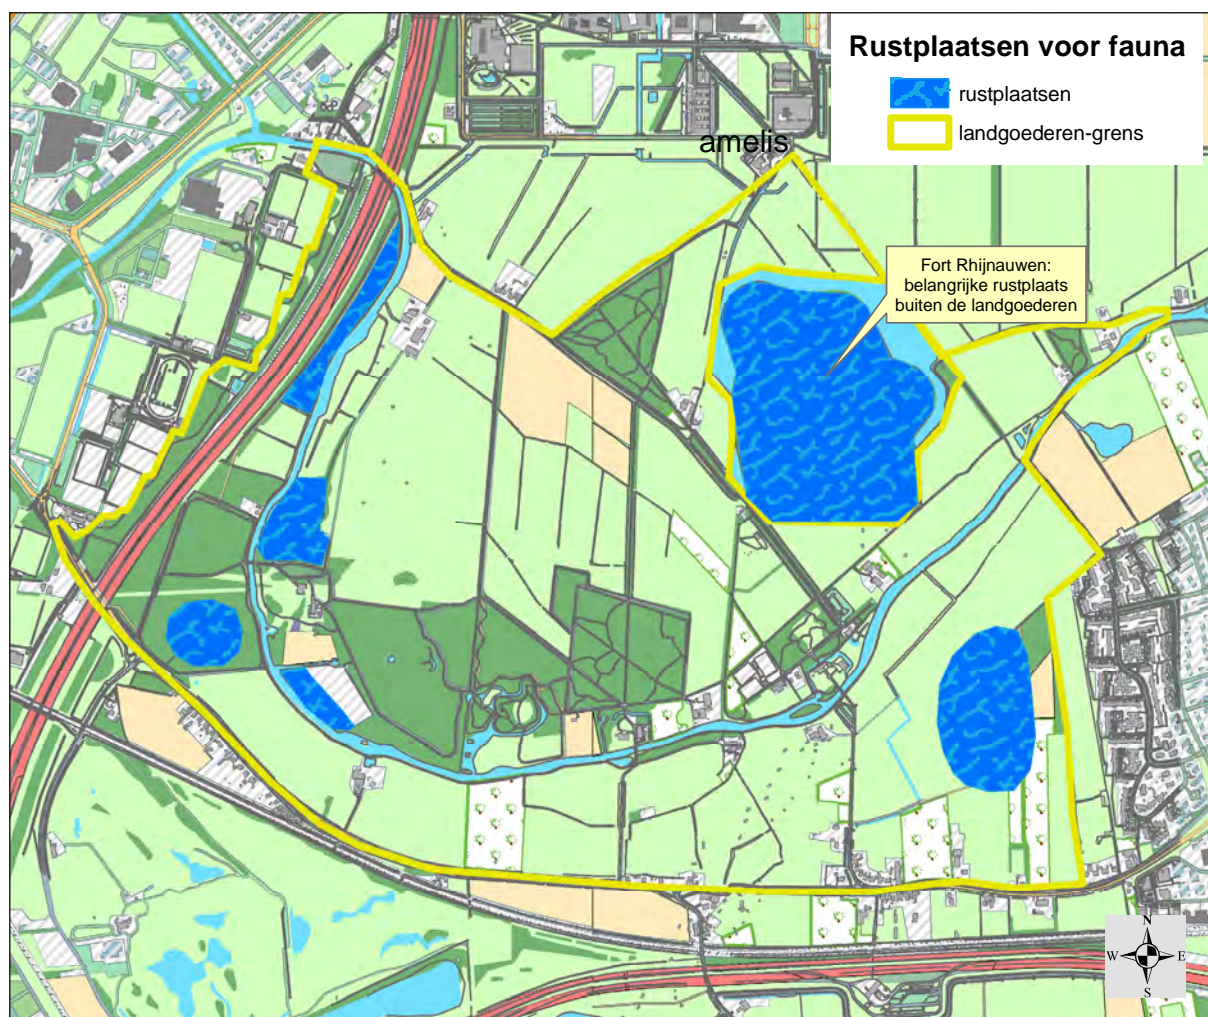 Rustplaatsen voor fauna
rustplaatsen
landgoederen-grens
amelis
Fort Rhijnauwen:
belangrijke rustplaats
buiten de landgoederen
N
W E
S